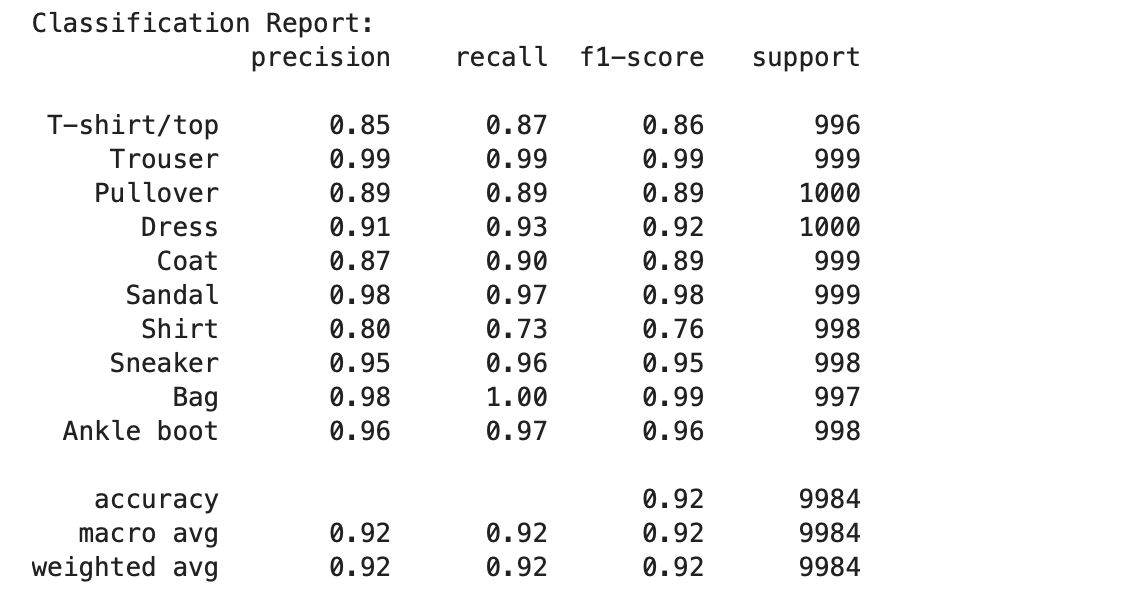 Classification Report:
precision recall f1-score support
T-shirt/top 0.85 0.87 0.86 996
Trouser 0.99 0.99 0.99 999
Pullover 0.89 0.89 0.89 1000
Dress 0.91 0.93 0.92 1000
Coat 0.87 0.90 0.89 999
Sandal 0.98 0.97 0.98 999
Shirt 0.80 0.73 0.76 998
Sneaker 0.95 0.96 0.95 998
Bag 0.98 1.00 0.99 997
Ankle boot 0.96 0.97 0.96 998
accuracy 0.92 9984
macro avg 0.92 0.92 0.92 9984
weighted avg 0.92 0.92 0.92 9984